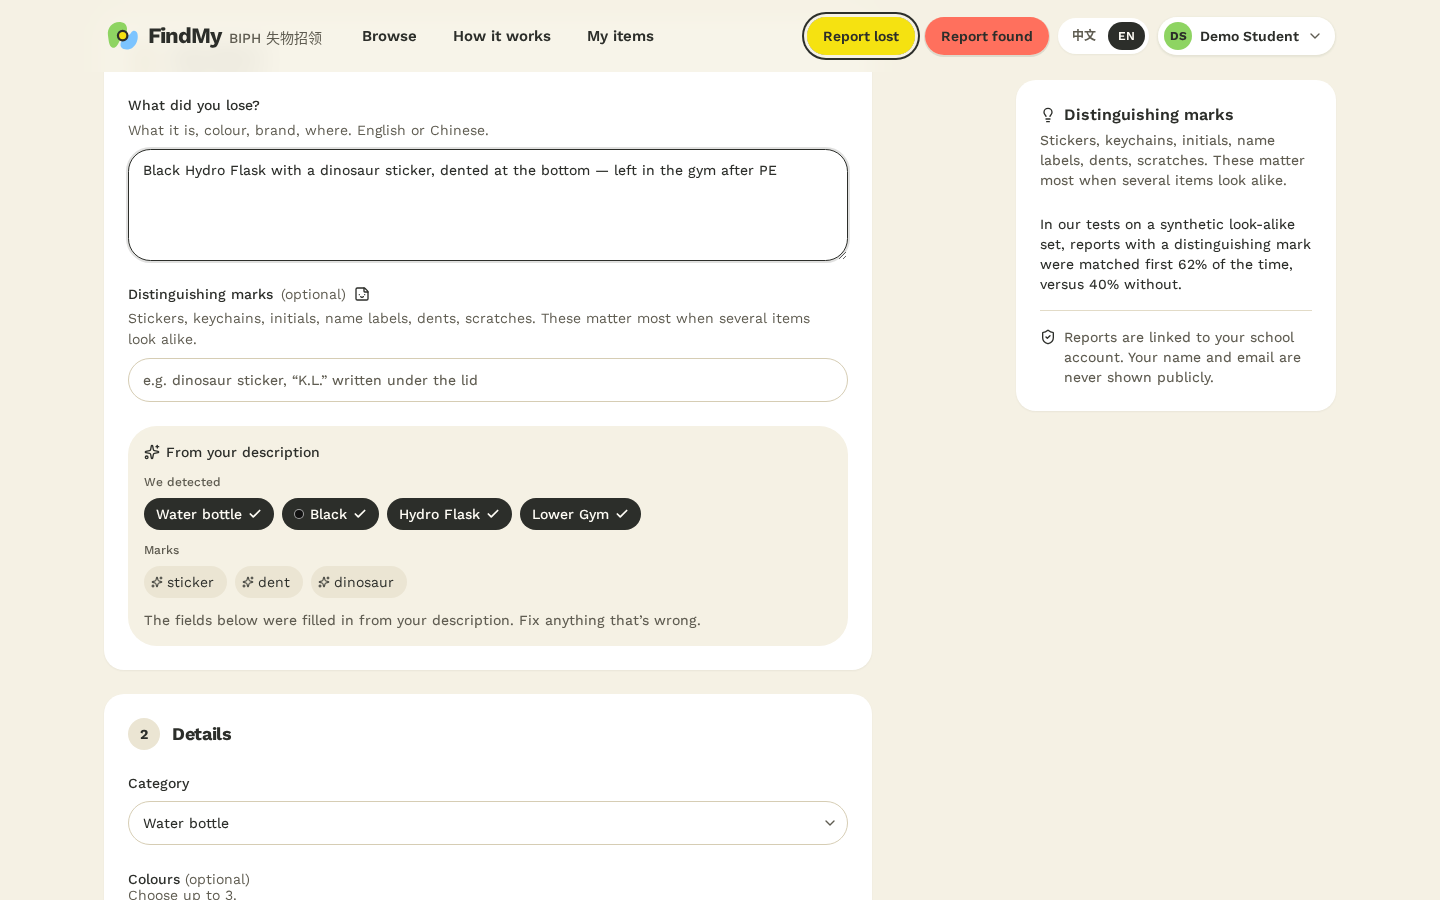 FindMy BIPH 失物招领
Browse
How it works
My items
Report lost
Report found
中文
EN
DS
Demo Student
What did you lose?
What it is, colour, brand, where. English or Chinese.
Black Hydro Flask with a dinosaur sticker, dented at the bottom — left in the gym after PE
Distinguishing marks (optional)
Stickers, keychains, initials, name labels, dents, scratches. These matter most when several items
look alike.
e.g. dinosaur sticker, “K.L.” written under the lid
From your description
We detected
Water bottle
Black
Hydro Flask
Lower Gym
Marks
sticker
dent
dinosaur
The fields below were filled in from your description. Fix anything that’s wrong.
2
Details
Category
Water bottle
Colours (optional)
Choose up to 3.
Distinguishing marks
Stickers, keychains, initials, name
labels, dents, scratches. These matter
most when several items look alike.
In our tests on a synthetic look-alike
set, reports with a distinguishing mark
were matched first 62% of the time,
versus 40% without.
Reports are linked to your school
account. Your name and email are
never shown publicly.